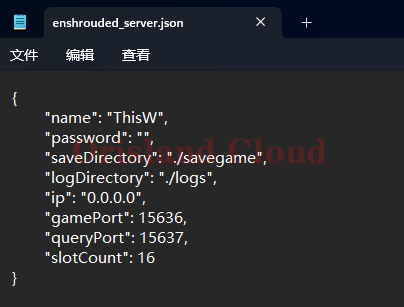 enshrouded_server.json
文件 编辑 查看
{
"name": "ThisW",
"password": "",
"saveDirectory": "./savegame",
"logDirectory": "./logs",
"ip": "0.0.0.0",
"gamePort": 15636,
"queryPort": 15637,
"slotCount": 16
}
Orisland Cloud